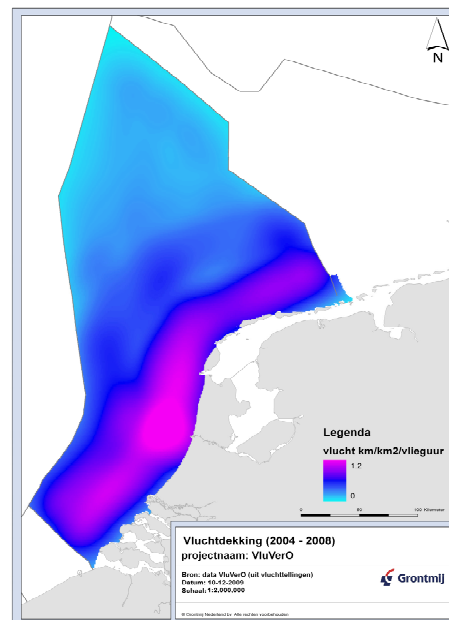 N
Legenda
vlucht km/km2/vlieguur
1.2
0
0 50 100 Kilometer
Vluchtdekking (2004 - 2008)
projectnaam: VluVerO
Bron: data VluVerO (uit vluchttellingen)
Datum: 10-12-2009
Schaal: 1:2,000,000
Grontmij
© Grontmij Nederland bv Alle rechten voorbehouden